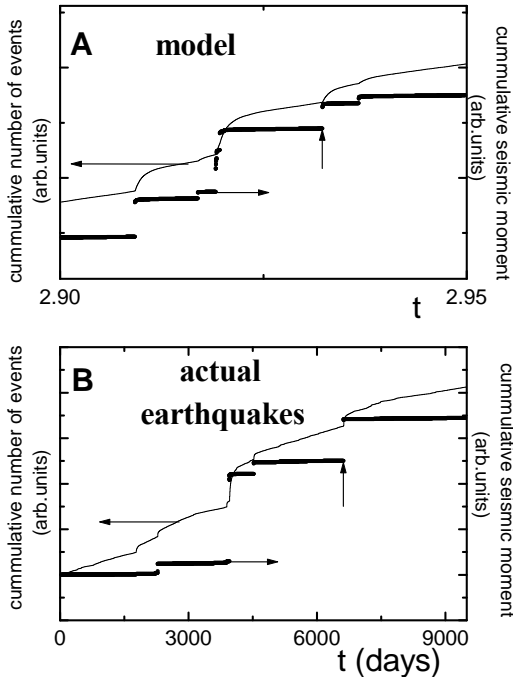 A
model
cummulative number of events
(arb.units)
cummulative seismic moment
(arb.units)
2.90
2.95
t
B
actual
earthquakes
cummulative number of events
(arb.units)
cummulative seismic moment
(arb.units)
0
3000
6000
9000
t (days)